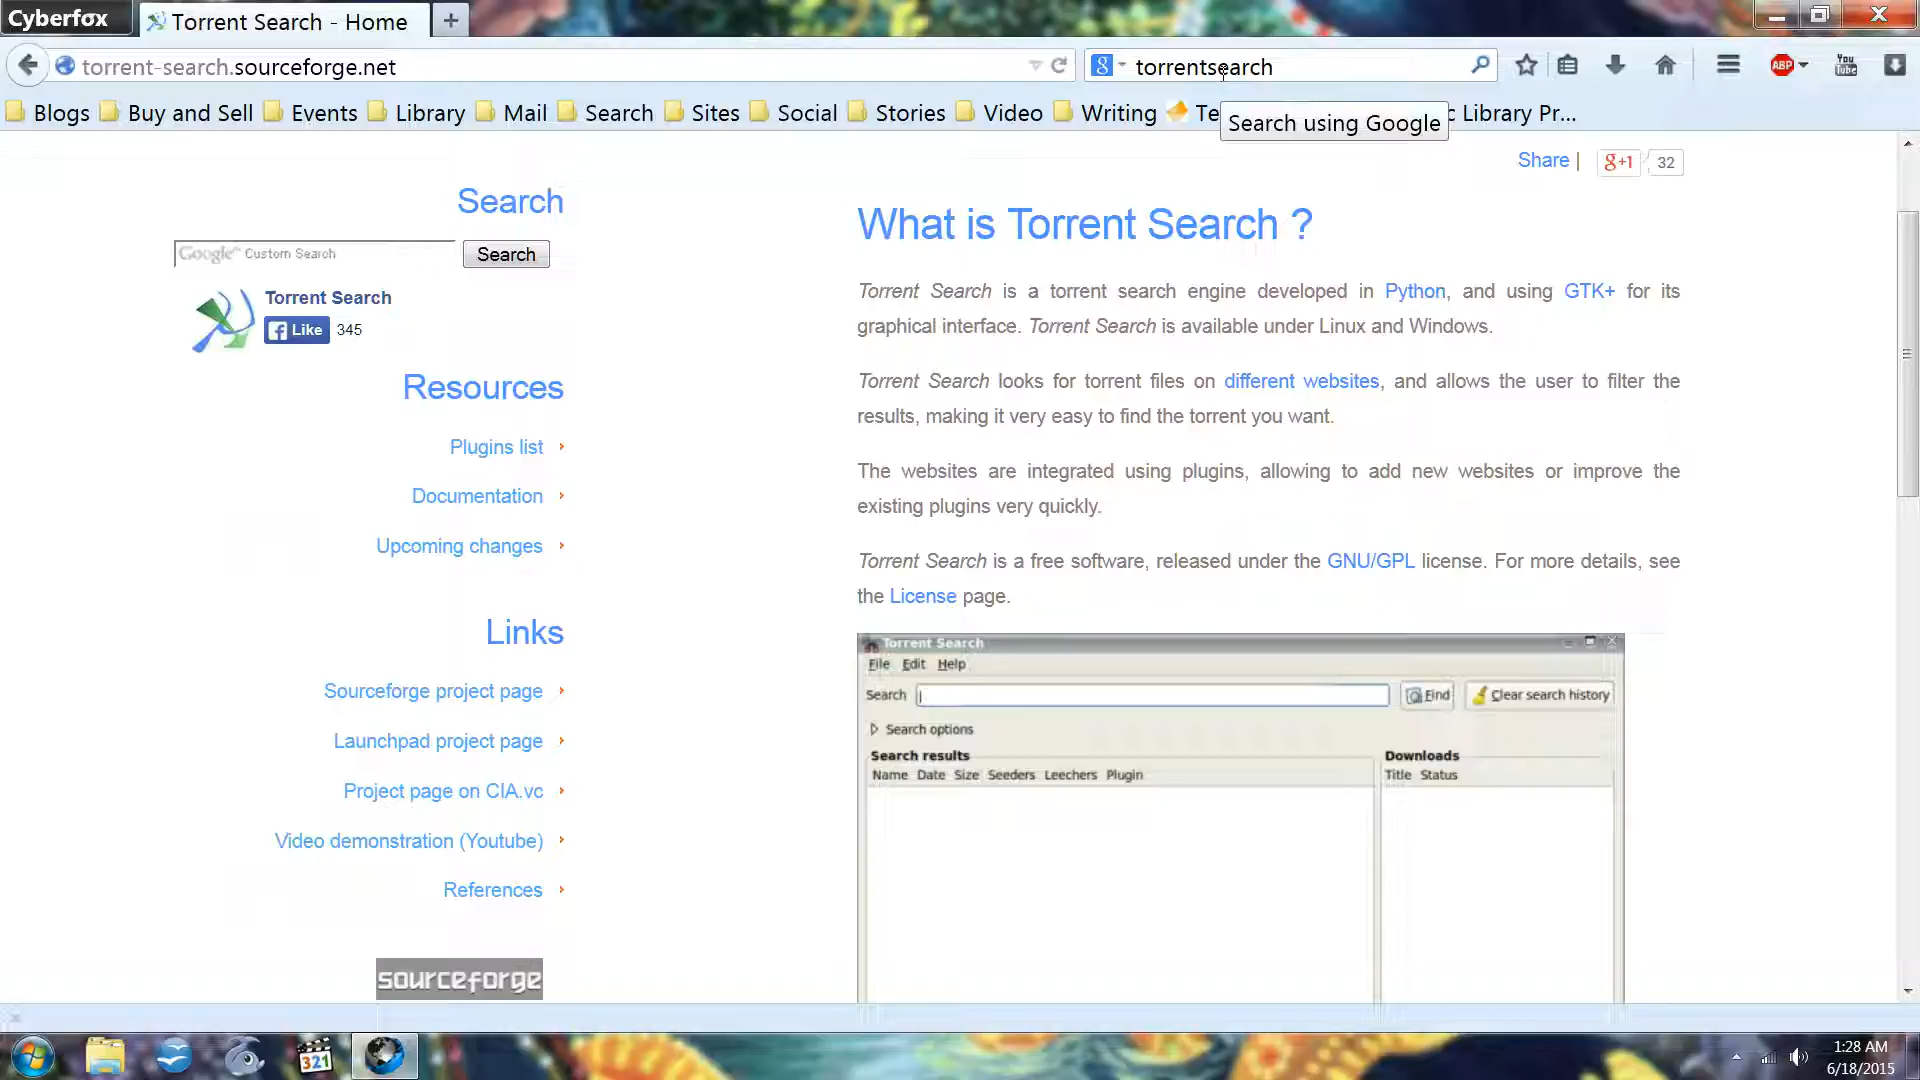 Cyberfox
Torrent Search - Home
torrent-search.sourceforge.net
torrentsearch
ABP
You Tube
Blogs Buy and Sell Events Library Mail Search Sites Social Stories Video Writing Te
c Library Pr...
Search using Google
Share |
g+1
32
Search
Google™ Custom Search
Search
Torrent Search
Like 345
Resources
Plugins list
Documentation
Upcoming changes
Links
Sourceforge project page
Launchpad project page
Project page on CIA.vc
Video demonstration (Youtube)
References
sourceforge
What is Torrent Search ?
Torrent Search is a torrent search engine developed in Python, and using GTK+ for its
graphical interface. Torrent Search is available under Linux and Windows.
Torrent Search looks for torrent files on different websites, and allows the user to filter the
results, making it very easy to find the torrent you want.
The websites are integrated using plugins, allowing to add new websites or improve the
existing plugins very quickly.
Torrent Search is a free software, released under the GNU/GPL license. For more details, see
the License page.
Torrent Search
File Edit Help
Search
Find
Clear search history
Search options
Search results
Name Date Size Seeders Leechers Plugin
Downloads
Title Status
321
1:28 AM
6/18/2015